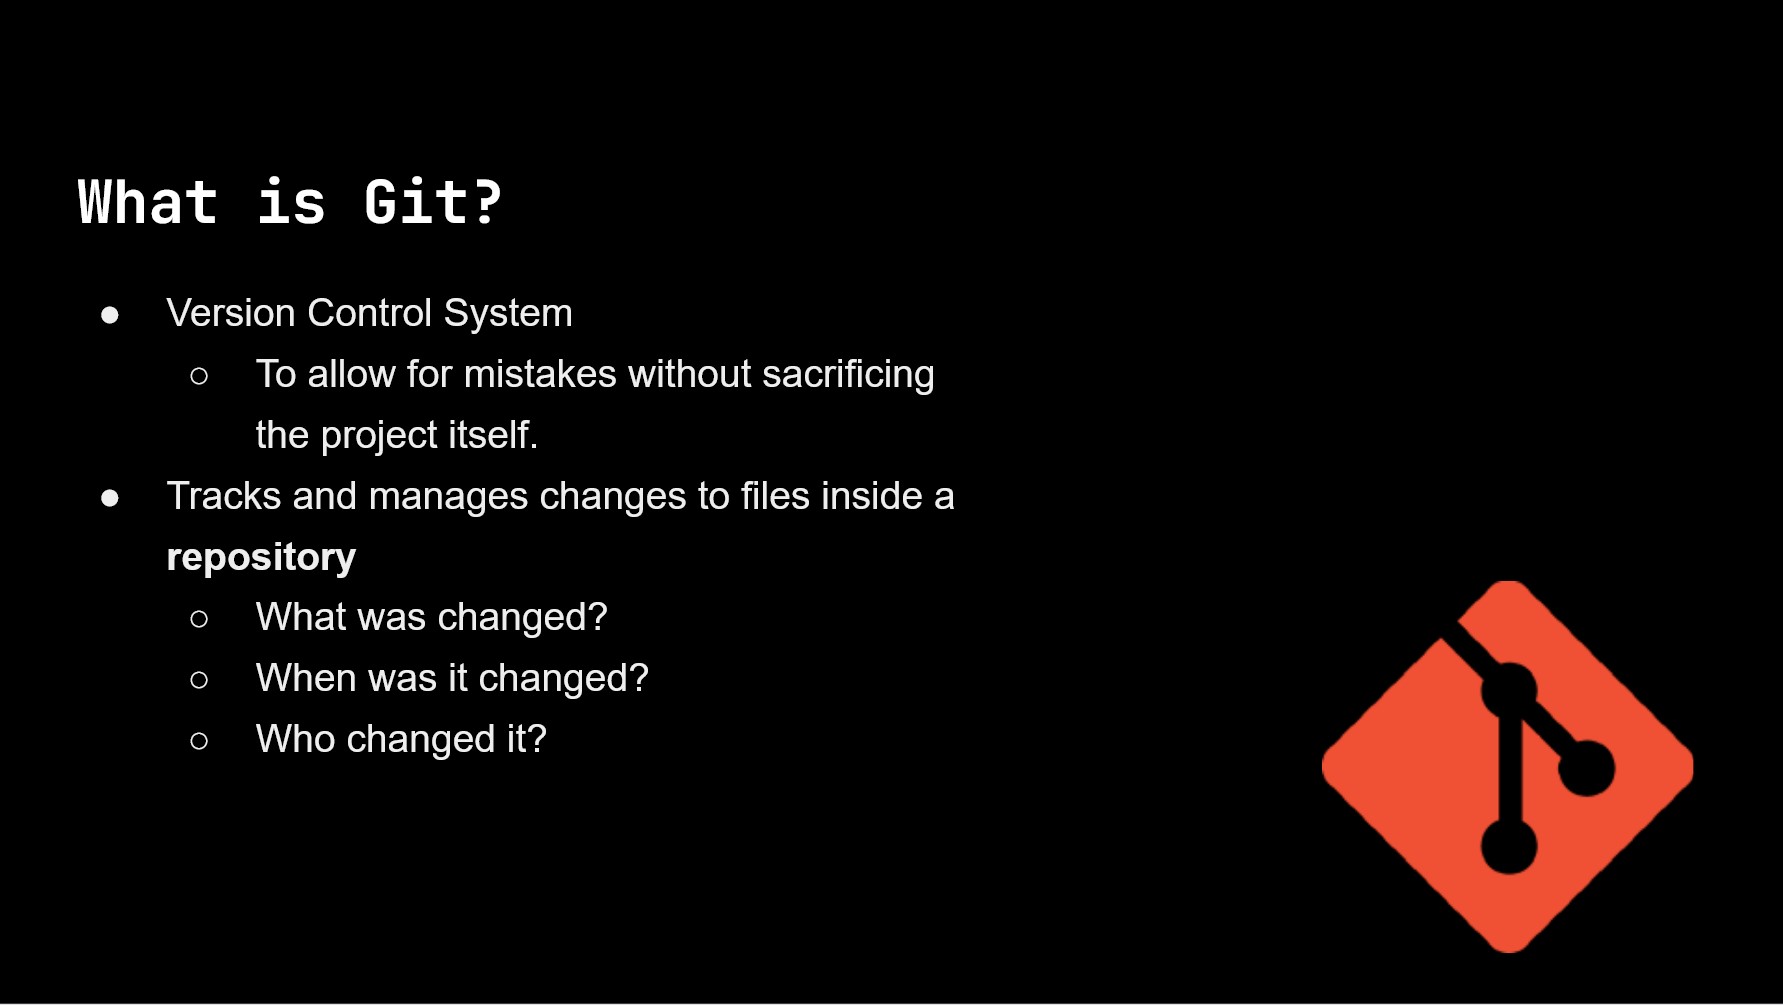 What is Git?
● Version Control System
○ To allow for mistakes without sacrificing
the project itself.
● Tracks and manages changes to files inside a
repository
○ What was changed?
○ When was it changed?
○ Who changed it?